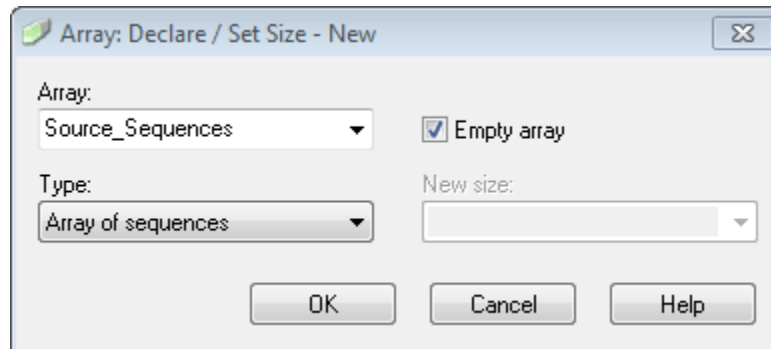 Array: Declare / Set Size - New
Array:
Source_Sequences
Empty array
Type:
New size:
Array of sequences
OK Cancel Help